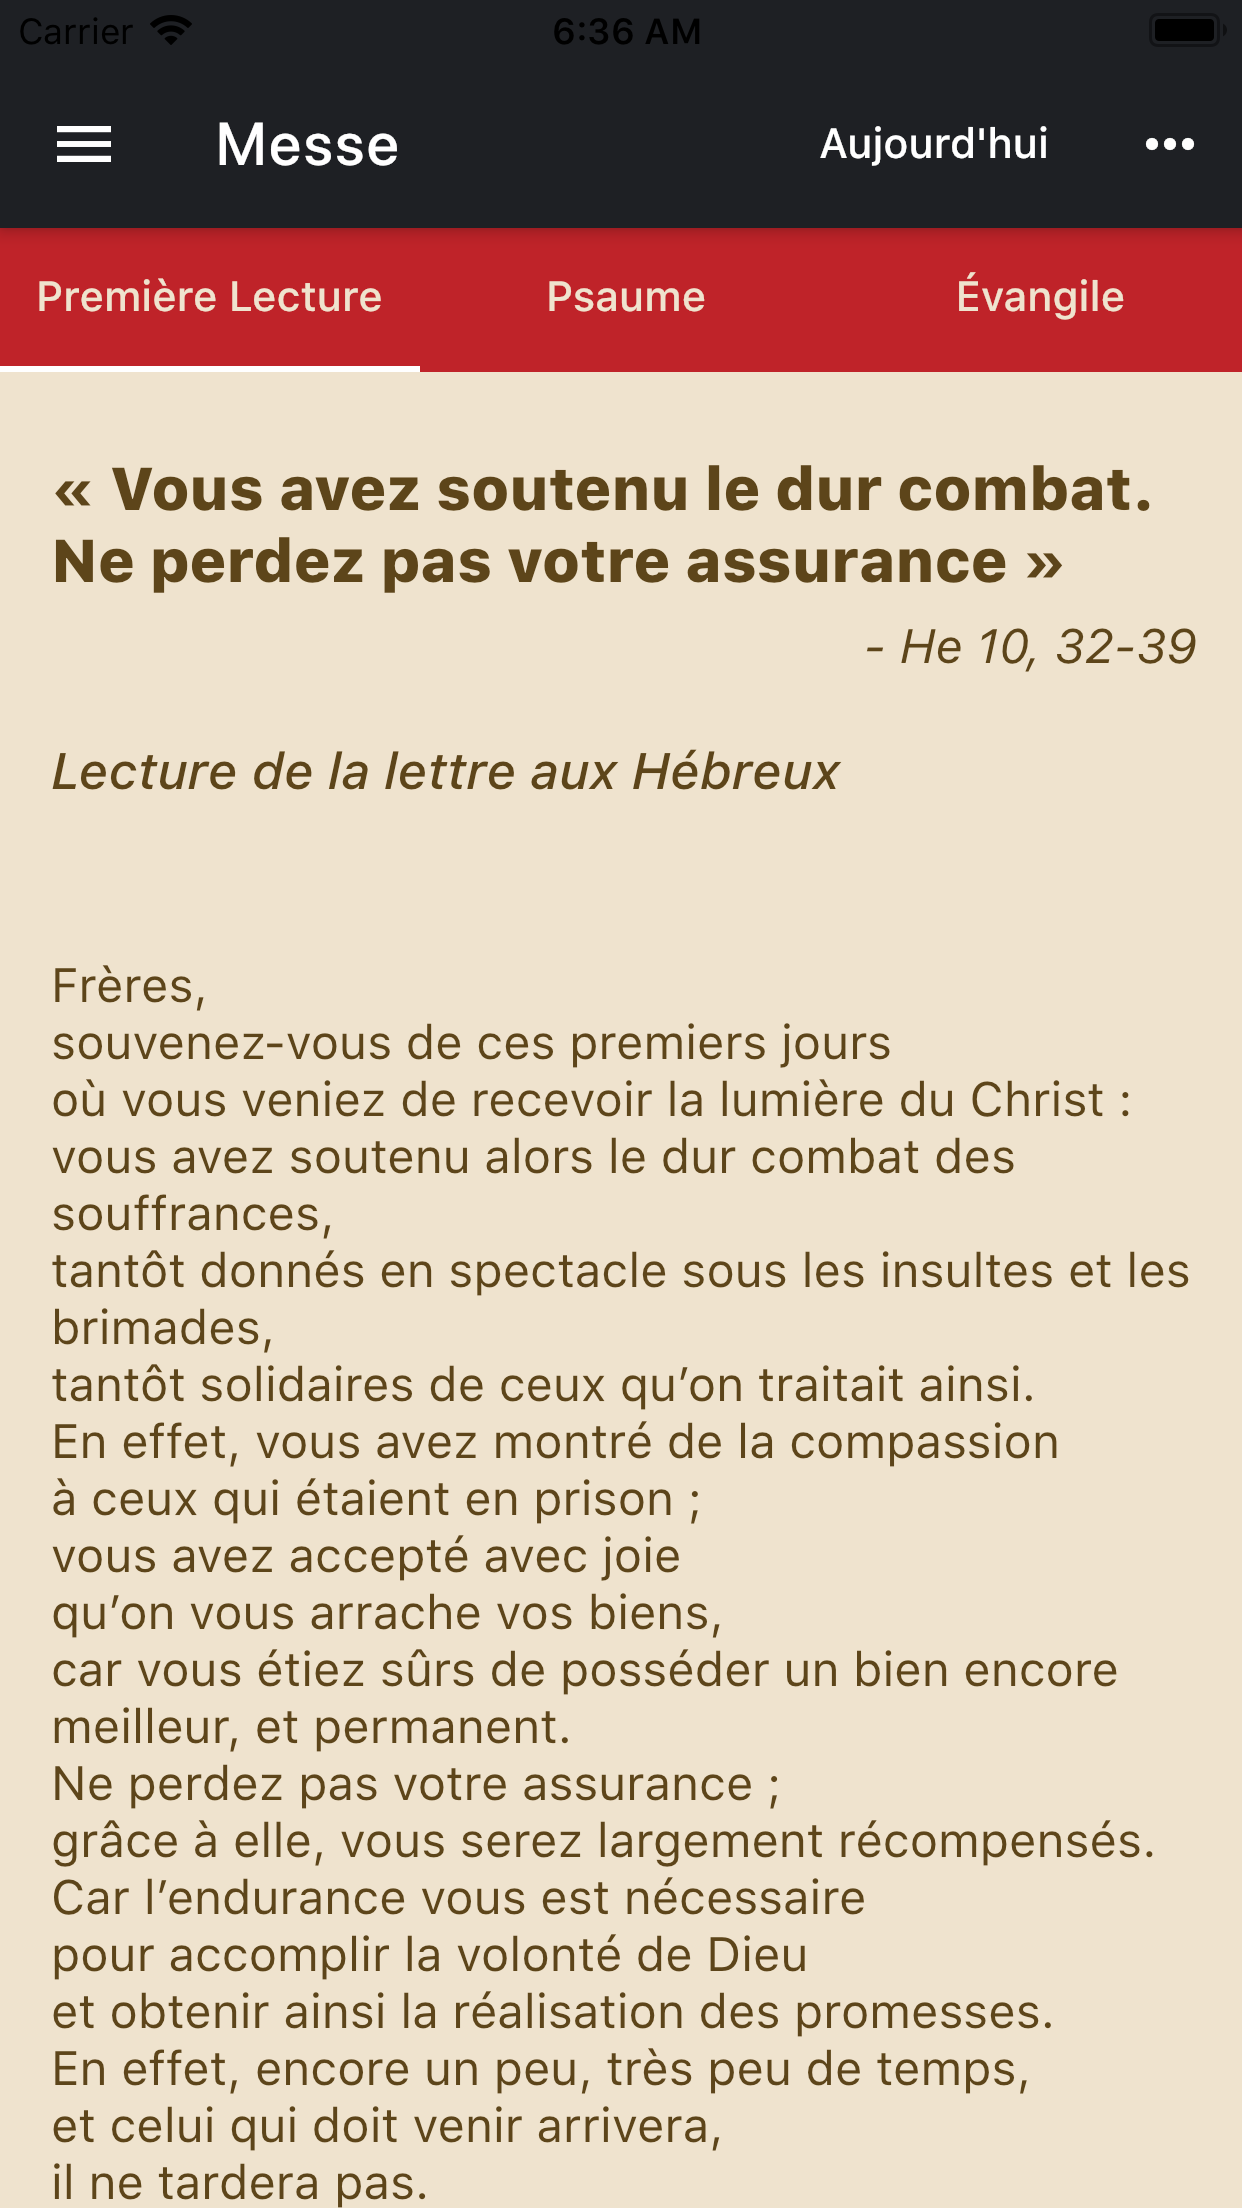 Carrier 6:36 AM
Messe Aujourd'hui
Première Lecture Psaume Évangile
« Vous avez soutenu le dur combat.
Ne perdez pas votre assurance »
- He 10, 32-39
Lecture de la lettre aux Hébreux
Frères,
souvenez-vous de ces premiers jours
où vous veniez de recevoir la lumière du Christ :
vous avez soutenu alors le dur combat des
souffrances,
tantôt donnés en spectacle sous les insultes et les
brimades,
tantôt solidaires de ceux qu’on traitait ainsi.
En effet, vous avez montré de la compassion
à ceux qui étaient en prison ;
vous avez accepté avec joie
qu’on vous arrache vos biens,
car vous étiez sûrs de posséder un bien encore
meilleur, et permanent.
Ne perdez pas votre assurance ;
grâce à elle, vous serez largement récompensés.
Car l’endurance vous est nécessaire
pour accomplir la volonté de Dieu
et obtenir ainsi la réalisation des promesses.
En effet, encore un peu, très peu de temps,
et celui qui doit venir arrivera,
il ne tardera pas.